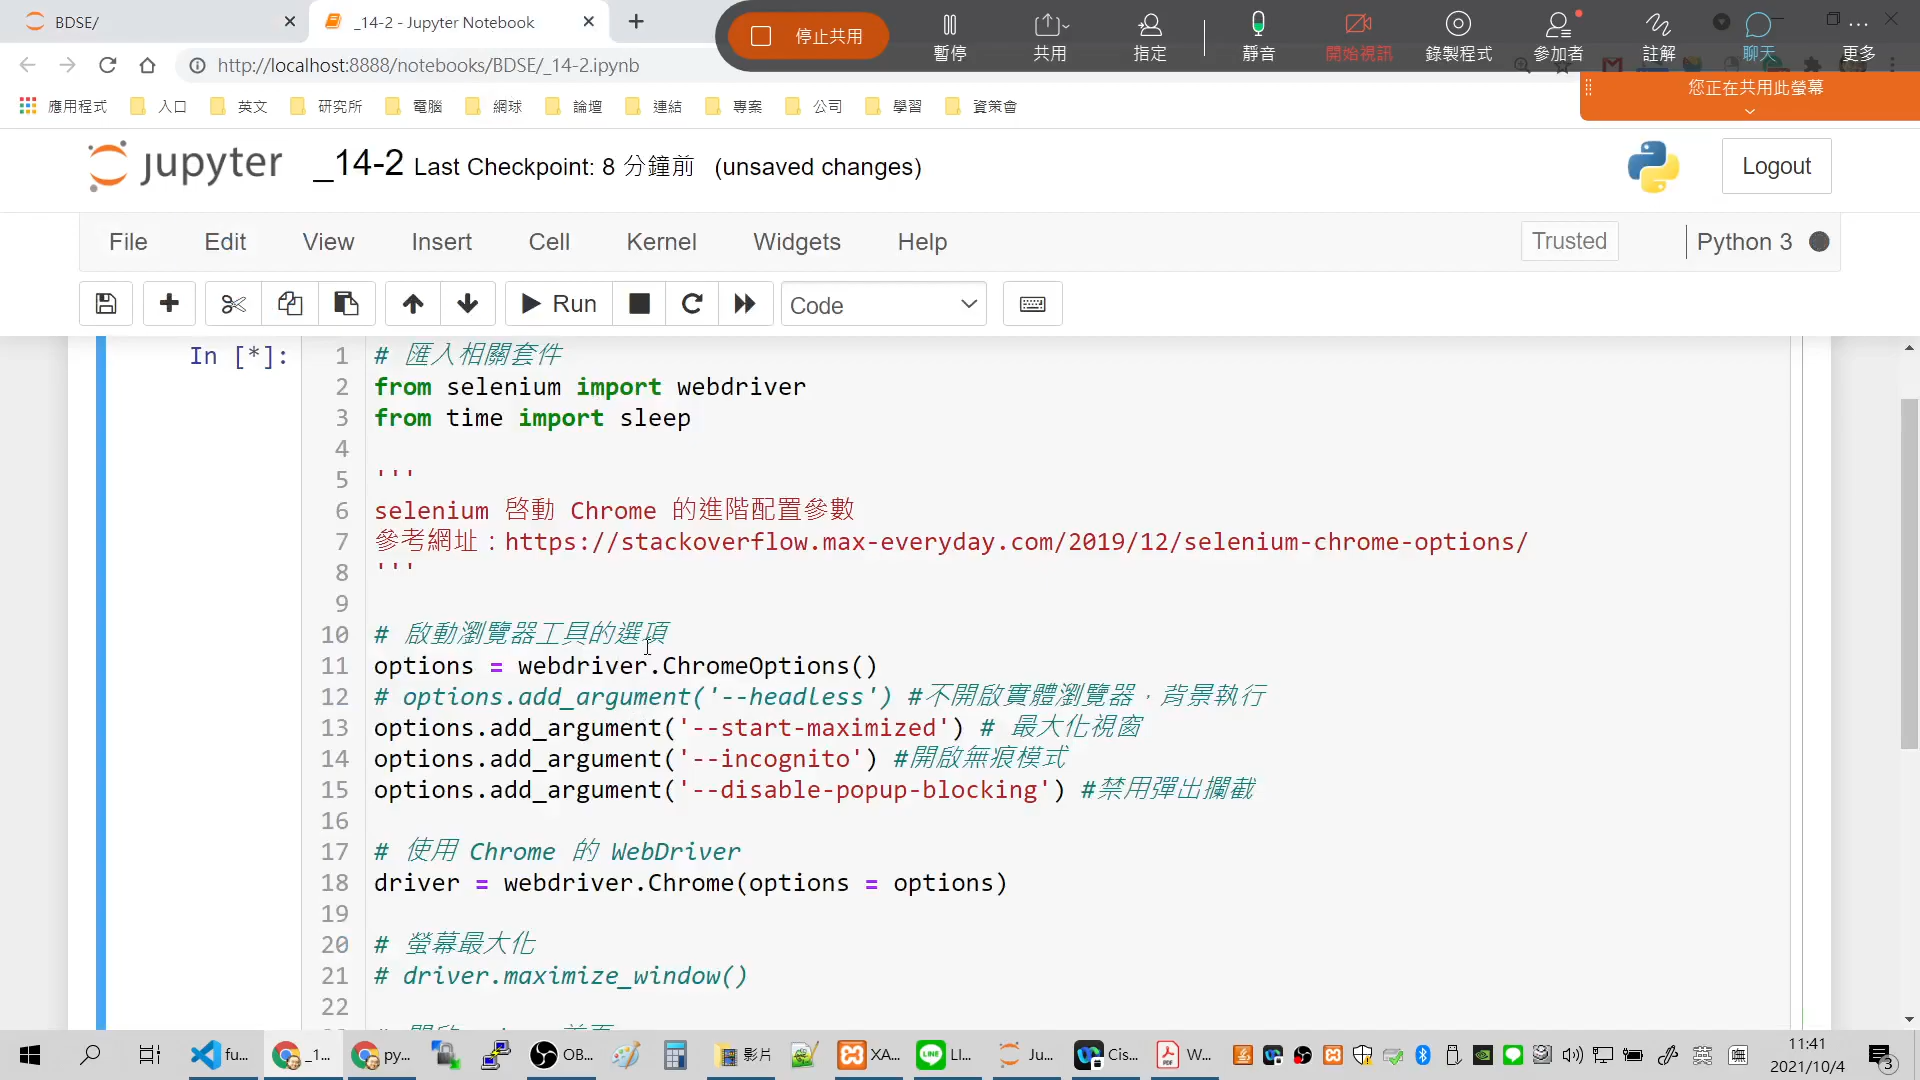 BDSE/
_14-2 - Jupyter Notebook
停止共用
暫停
共用
指定
靜音
開始視訊
錄製程式
參加者
註解
聊天
更多
http://localhost:8888/notebooks/BDSE/_14-2.ipynb
您正在共用此螢幕
應用程式
入口
英文
研究所
電腦
網球
論壇
連結
專案
公司
學習
資策會
jupyter _14-2 Last Checkpoint: 8 分鐘前 (unsaved changes)
Logout
File Edit View Insert Cell Kernel Widgets Help
Trusted
Python 3
Run
Code
In [*]:
1 # 匯入相關套件
2 from selenium import webdriver
3 from time import sleep
4
5 '''
6 selenium 啓動 Chrome 的進階配置參數
7 參考網址：https://stackoverflow.max-everyday.com/2019/12/selenium-chrome-options/
8 '''
9
10 # 啟動瀏覽器工具的選項
11 options = webdriver.ChromeOptions()
12 # options.add_argument('--headless') #不開啟實體瀏覽器，背景執行
13 options.add_argument('--start-maximized') # 最大化視窗
14 options.add_argument('--incognito') #開啟無痕模式
15 options.add_argument('--disable-popup-blocking') #禁用彈出攔截
16
17 # 使用 Chrome 的 WebDriver
18 driver = webdriver.Chrome(options = options)
19
20 # 螢幕最大化
21 # driver.maximize_window()
22
fu...
_1...
py...
OB...
影片
XA...
LI...
Ju...
Cis...
W...
英
11:41
2021/10/4
3